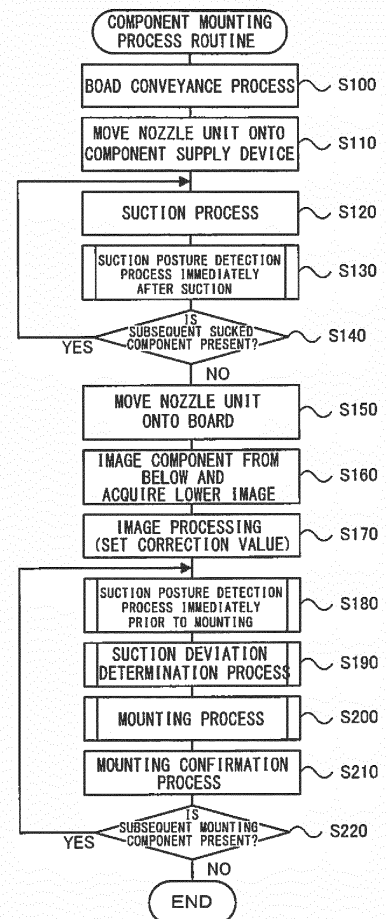 COMPONENT MOUNTING
PROCESS ROUTINE
BOAD CONVEYANCE PROCESS
S100
MOVE NOZZLE UNIT ONTO
COMPONENT SUPPLY DEVICE
S110
SUCTION PROCESS
S120
SUCTION POSTURE DETECTION
PROCESS IMMEDIATELY
AFTER SUCTION
S130
IS
SUBSEQUENT SUCKED
COMPONENT PRESENT?
S140
YES
NO
MOVE NOZZLE UNIT
ONTO BOARD
S150
IMAGE COMPONENT FROM
BELOW AND
ACQUIRE LOWER IMAGE
S160
IMAGE PROCESSING
(SET CORRECTION VALUE)
S170
SUCTION POSTURE DETECTION
PROCESS IMMEDIATELY
PRIOR TO MOUNTING
S180
SUCTION DEVIATION
DETERMINATION PROCESS
S190
MOUNTING PROCESS
S200
MOUNTING CONFIRMATION
PROCESS
S210
IS
SUBSEQUENT MOUNTING
COMPONENT PRESENT?
S220
YES
NO
END